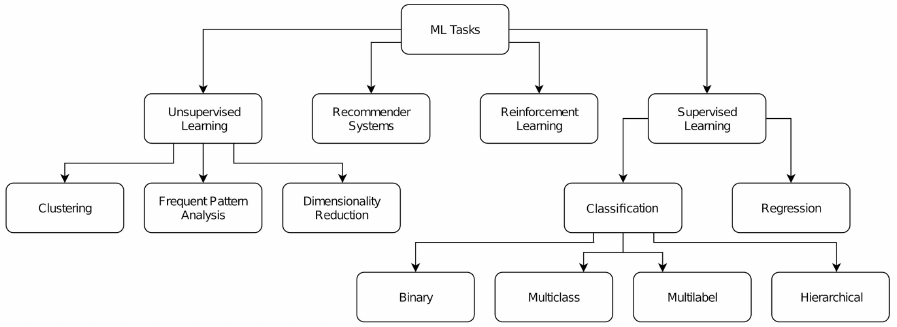 ML Tasks
Unsupervised
Learning
Recommender
Systems
Reinforcement
Learning
Supervised
Learning
Clustering
Frequent Pattern
Analysis
Dimensionality
Reduction
Classification
Regression
Binary
Multiclass
Multilabel
Hierarchical